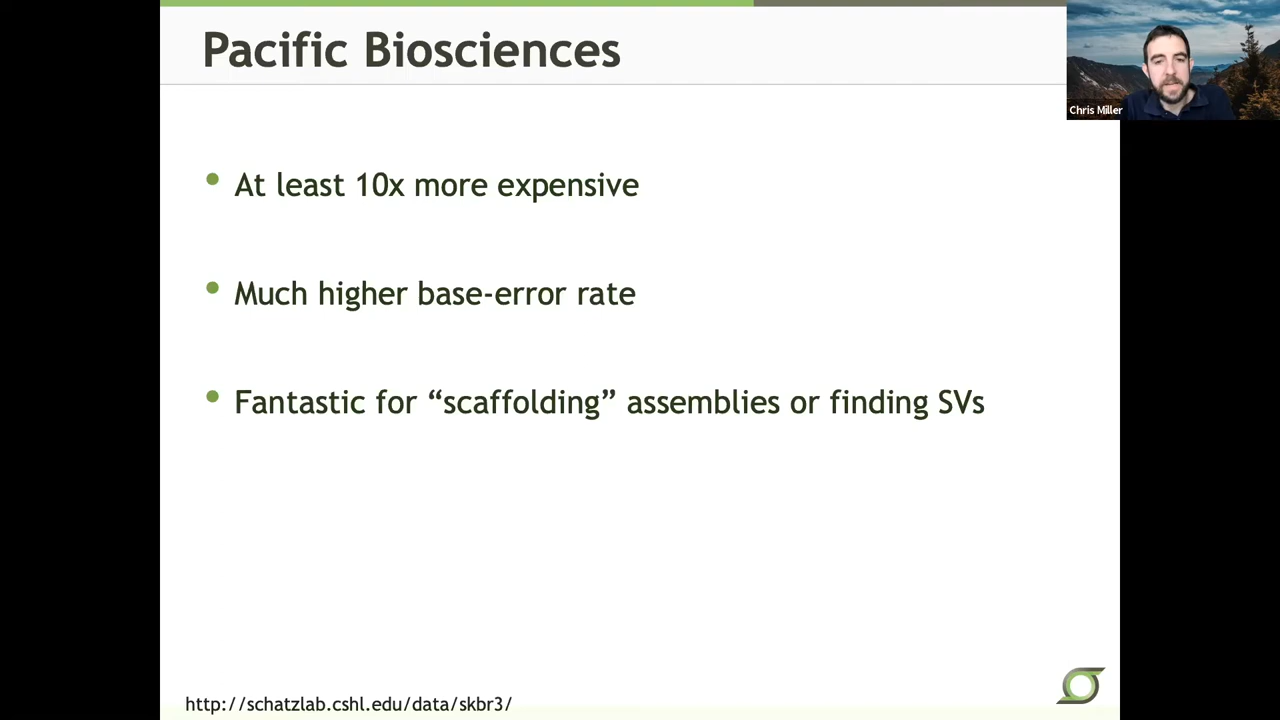 Pacific Biosciences
Chris Miller
• At least 10x more expensive
• Much higher base-error rate
• Fantastic for “scaffolding” assemblies or finding SVs
http://schatzlab.cshl.edu/data/skbr3/